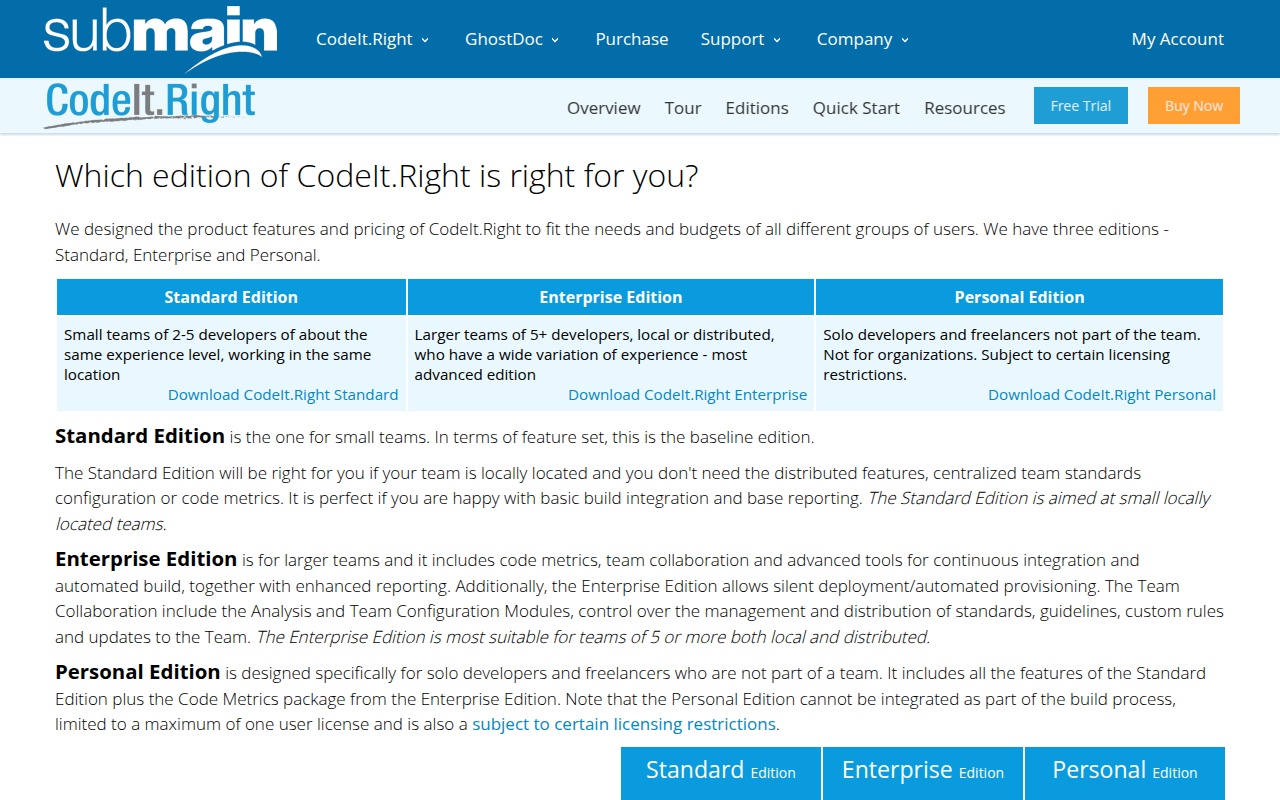 submain
CodeIt.Right
GhostDoc
Purchase
Support
Company
My Account
CodeIt.Right
Overview
Tour
Editions
Quick Start
Resources
Free Trial
Buy Now
Which edition of CodeIt.Right is right for you?
We designed the product features and pricing of CodeIt.Right to fit the needs and budgets of all different groups of users. We have three editions -
Standard, Enterprise and Personal.
Standard Edition
Enterprise Edition
Personal Edition
Small teams of 2-5 developers of about the
same experience level, working in the same
location
Download CodeIt.Right Standard
Larger teams of 5+ developers, local or distributed,
who have a wide variation of experience - most
advanced edition
Download CodeIt.Right Enterprise
Solo developers and freelancers not part of the team.
Not for organizations. Subject to certain licensing
restrictions.
Download CodeIt.Right Personal
Standard Edition is the one for small teams. In terms of feature set, this is the baseline edition.
The Standard Edition will be right for you if your team is locally located and you don't need the distributed features, centralized team standards
configuration or code metrics. It is perfect if you are happy with basic build integration and base reporting. The Standard Edition is aimed at small locally
located teams.
Enterprise Edition is for larger teams and it includes code metrics, team collaboration and advanced tools for continuous integration and
automated build, together with enhanced reporting. Additionally, the Enterprise Edition allows silent deployment/automated provisioning. The Team
Collaboration include the Analysis and Team Configuration Modules, control over the management and distribution of standards, guidelines, custom rules
and updates to the Team. The Enterprise Edition is most suitable for teams of 5 or more both local and distributed.
Personal Edition is designed specifically for solo developers and freelancers who are not part of a team. It includes all the features of the Standard
Edition plus the Code Metrics package from the Enterprise Edition. Note that the Personal Edition cannot be integrated as part of the build process,
limited to a maximum of one user license and is also a subject to certain licensing restrictions.
Standard Edition
Enterprise Edition
Personal Edition